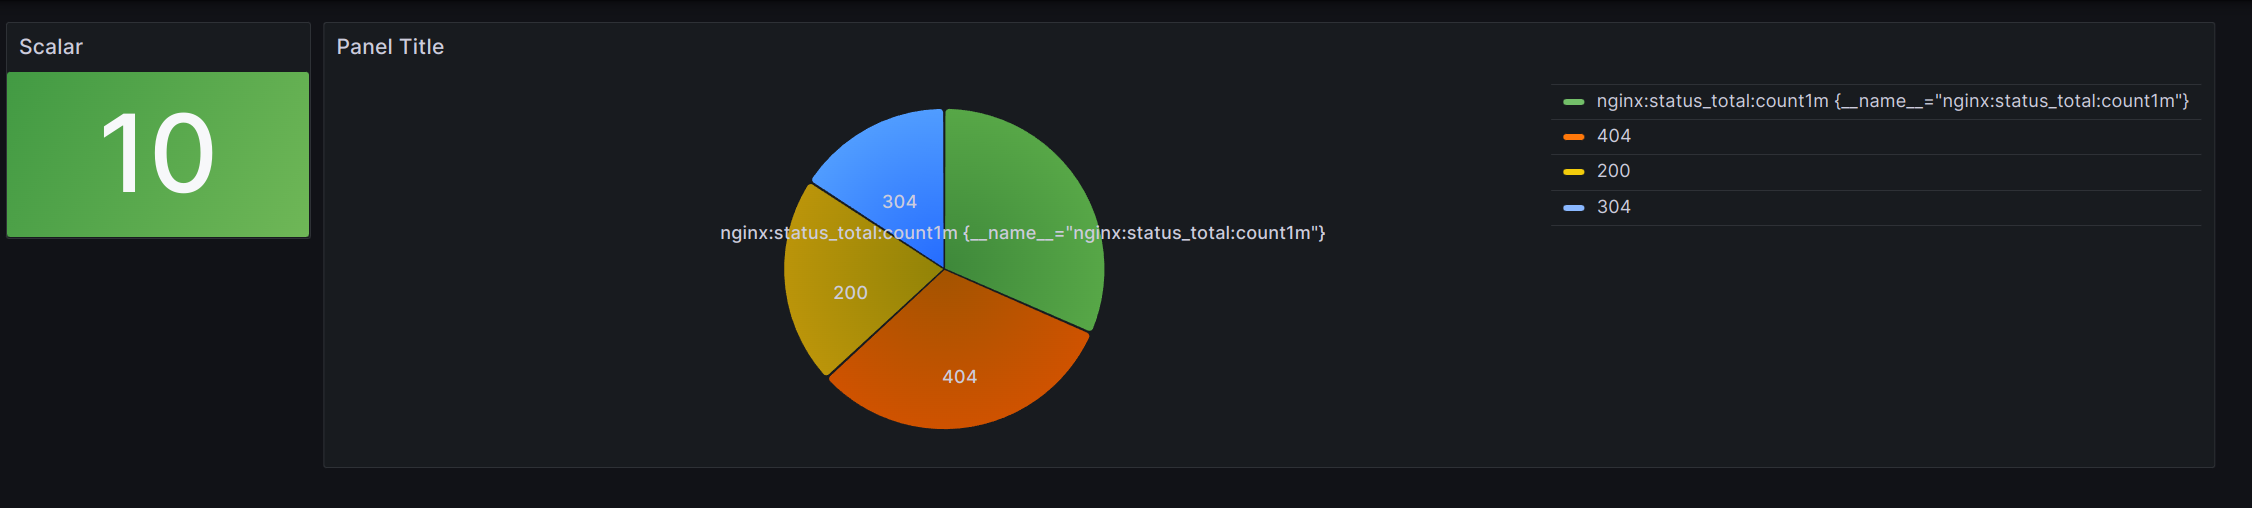 Scalar
10
Panel Title
304
nginx:status_total:count1m {__name__="nginx:status_total:count1m"}
200
404
nginx:status_total:count1m {__name__="nginx:status_total:count1m"}
404
200
304